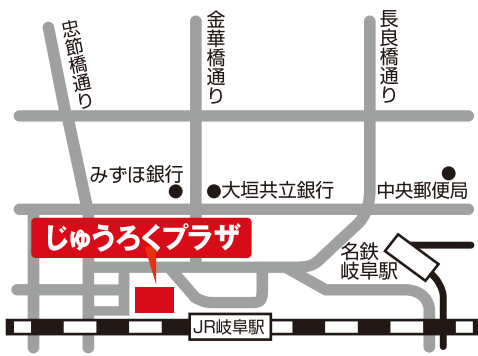 忠節橋通り
金華橋通り
長良橋通り
みずほ銀行
大垣共立銀行
中央郵便局
じゅうろくプラザ
名鉄
岐阜駅
JR岐阜駅